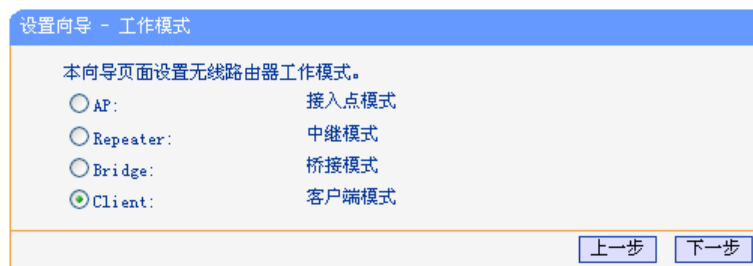 设置向导 - 工作模式
本向导页面设置无线路由器工作模式。
AP: 接入点模式
Repeater: 中继模式
Bridge: 桥接模式
Client: 客户端模式
上一步 下一步